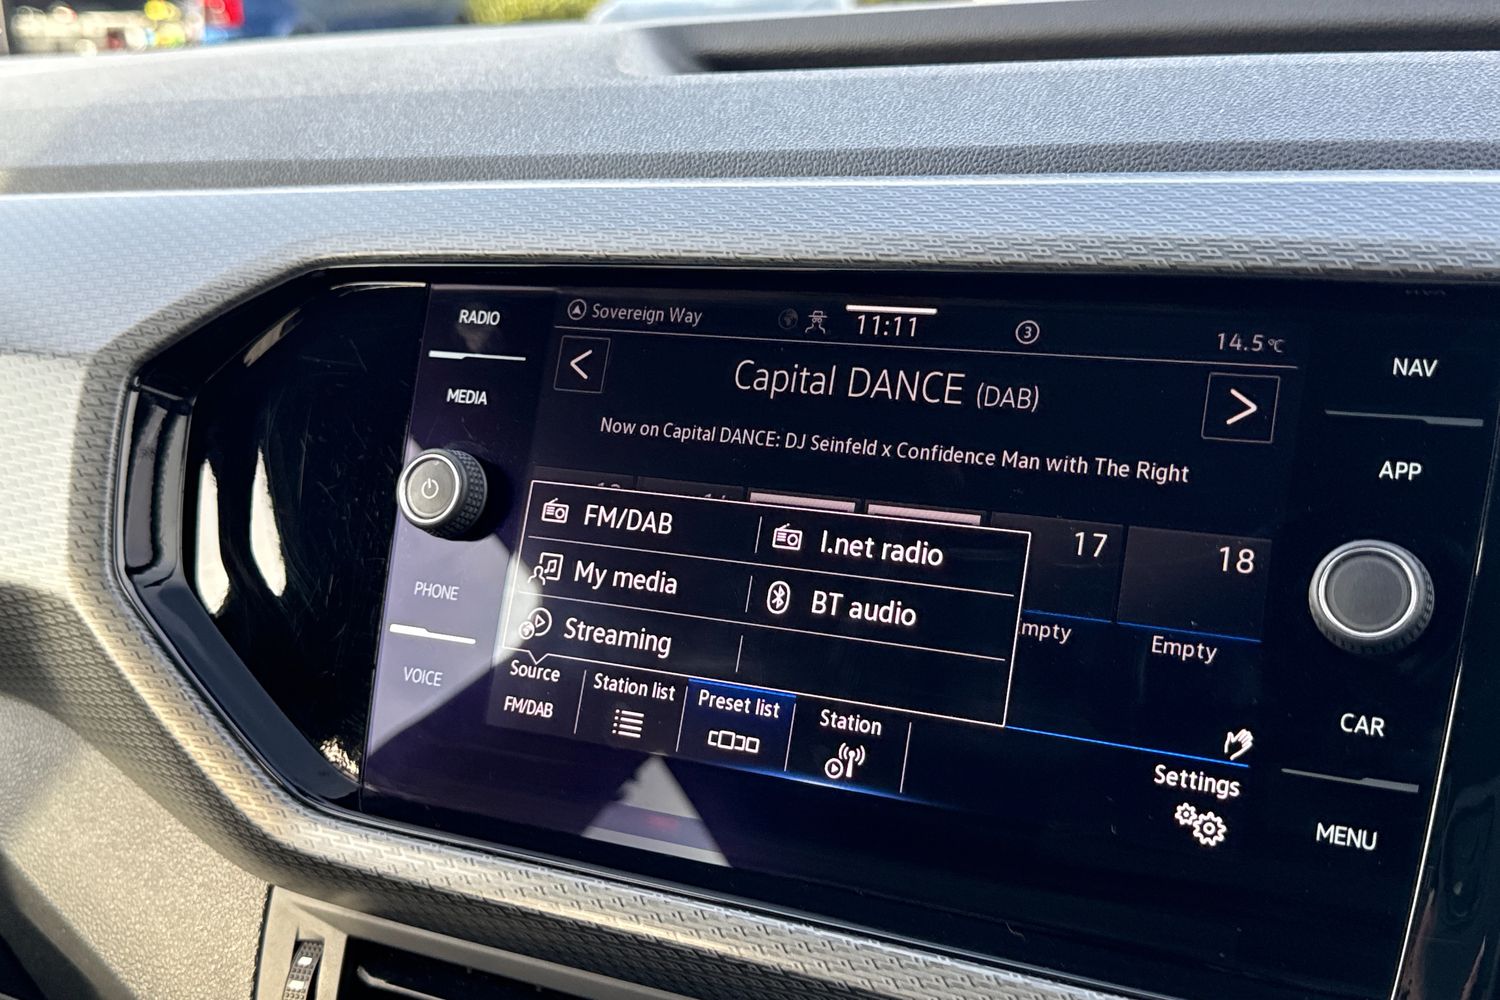 RADIO
MEDIA
PHONE
VOICE
Sovereign Way
11:11
3
14.5°C
<
Capital DANCE (DAB)
>
Now on Capital DANCE: DJ Seinfeld x Confidence Man with The Right
17
18
mpty
Empty
FM/DAB
I.net radio
My media
BT audio
Streaming
Source
FM/DAB
Station list
Preset list
Station
Settings
NAV
APP
CAR
MENU